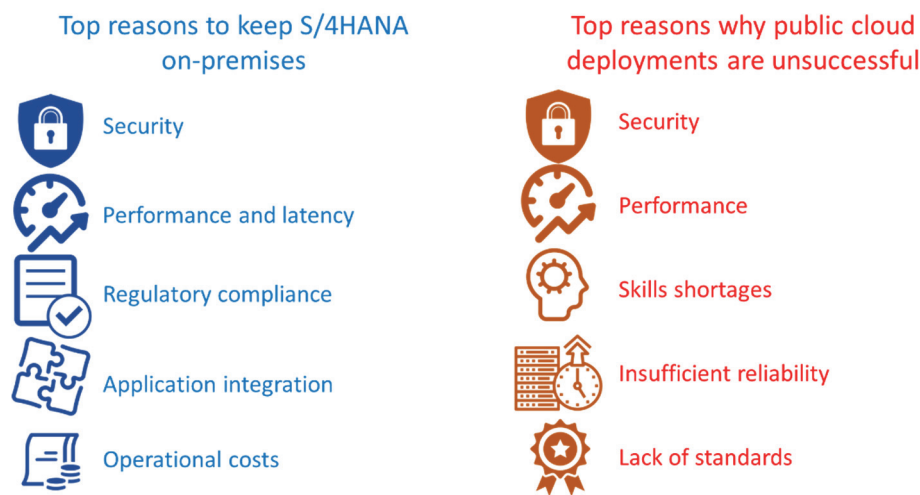 Top reasons to keep S/4HANA
on-premises
Security
Performance and latency
Regulatory compliance
Application integration
Operational costs
Top reasons why public cloud
deployments are unsuccessful
Security
Performance
Skills shortages
Insufficient reliability
Lack of standards